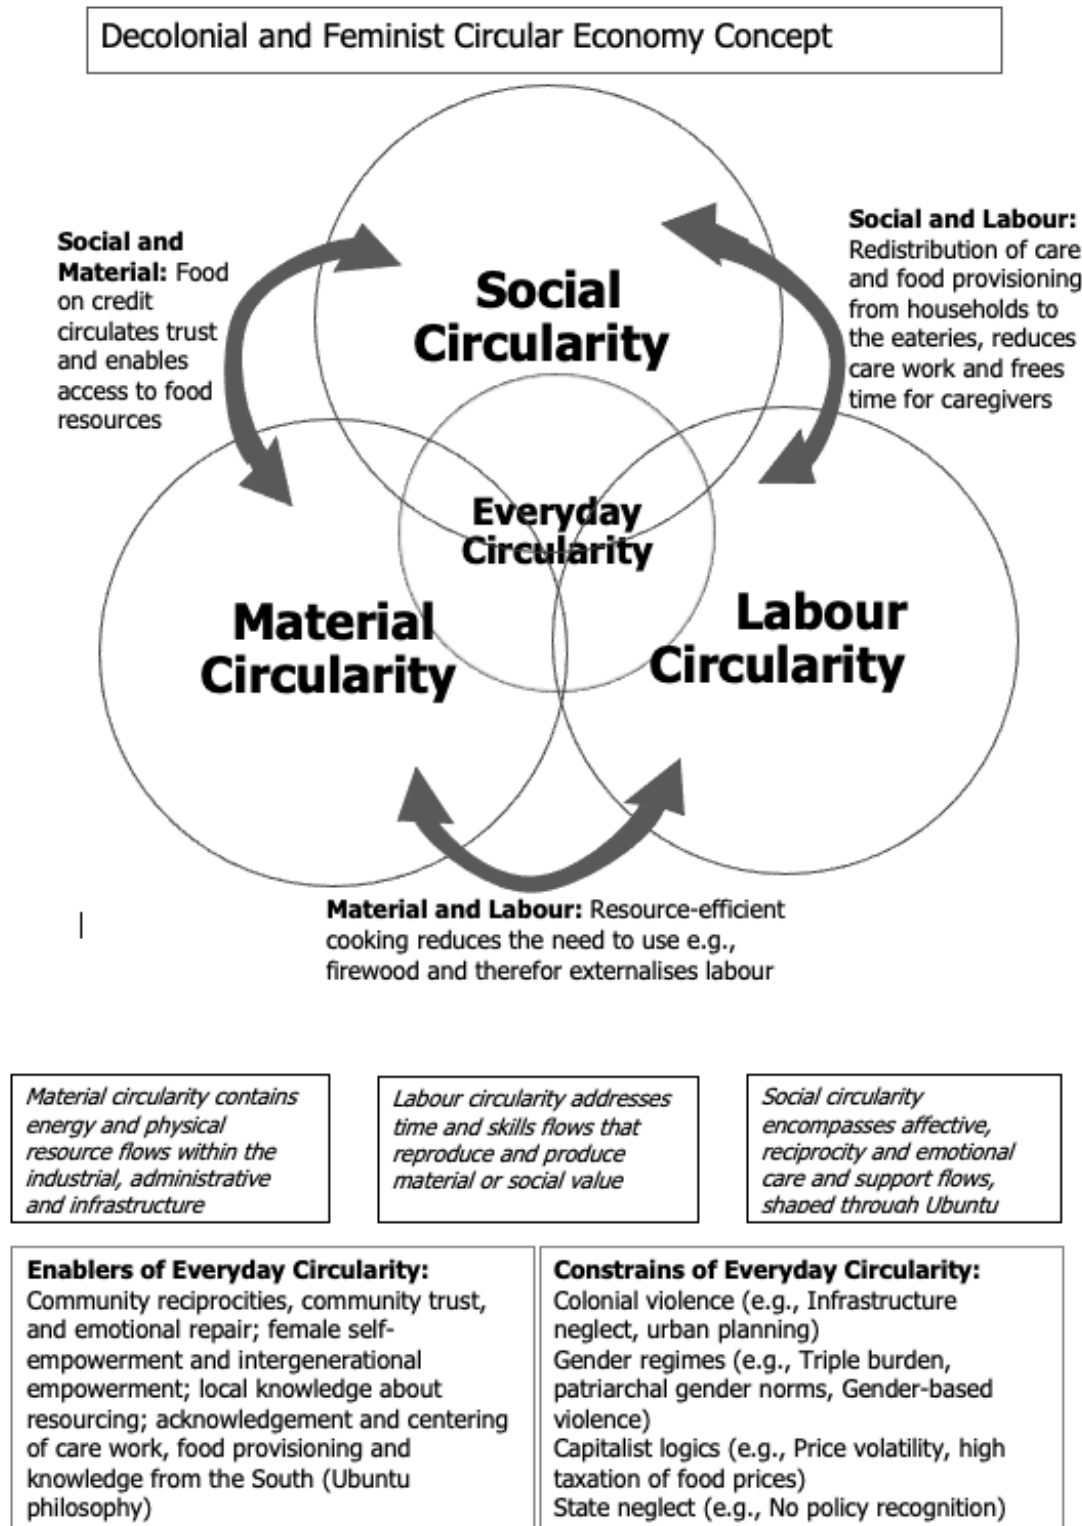 Decolonial and Feminist Circular Economy Concept
Social and
Material: Food
on credit
circulates trust
and enables
access to food
resources
Social
Circularity
Social and Labour:
Redistribution of care
and food provisioning
from households to
the eateries, reduces
care work and frees
time for caregivers
Everyday
Circularity
Material
Circularity
Labour
Circularity
Material and Labour: Resource-efficient
cooking reduces the need to use e.g.,
firewood and therefor externalises labour
Material circularity contains
energy and physical
resource flows within the
industrial, administrative
and infrastructure
Labour circularity addresses
time and skills flows that
reproduce and produce
material or social value
Social circularity
encompasses affective,
reciprocity and emotional
care and support flows,
shaped through Ubuntu
Enablers of Everyday Circularity:
Community reciprocities, community trust,
and emotional repair; female self-
empowerment and intergenerational
empowerment; local knowledge about
resourcing; acknowledgement and centering
of care work, food provisioning and
knowledge from the South (Ubuntu
philosophy)
Constrains of Everyday Circularity:
Colonial violence (e.g., Infrastructure
neglect, urban planning)
Gender regimes (e.g., Triple burden,
patriarchal gender norms, Gender-based
violence)
Capitalist logics (e.g., Price volatility, high
taxation of food prices)
State neglect (e.g., No policy recognition)